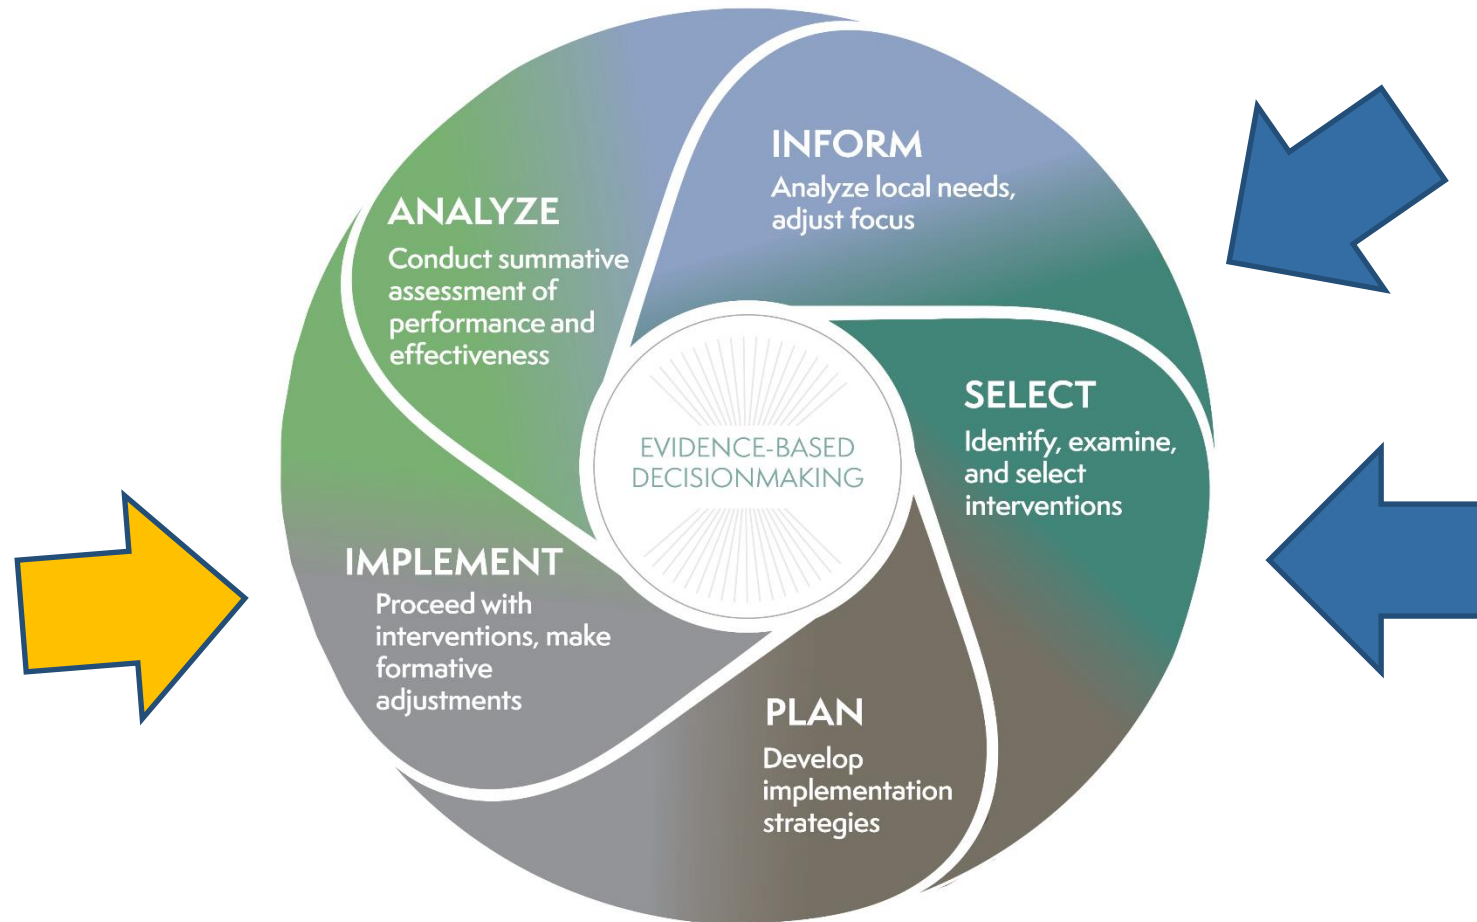 INFORM
Analyze local needs,
adjust focus
SELECT
Identify, examine,
and select
interventions
PLAN
Develop
implementation
strategies
IMPLEMENT
Proceed with
interventions, make
formative
adjustments
ANALYZE
Conduct summative
assessment of
performance and
effectiveness
EVIDENCE-BASED
DECISIONMAKING